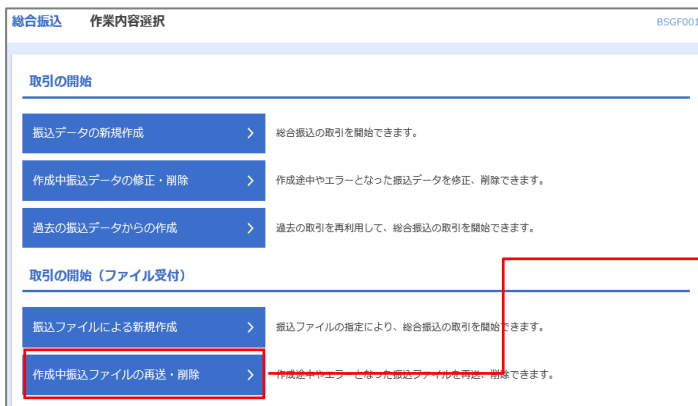 総合振込 作業内容選択 BSGF001
取引の開始
振込データの新規作成 総合振込の取引を開始できます。
作成中振込データの修正・削除 作成途中やエラーとなった振込データを修正、削除できます。
過去の振込データからの作成 過去の取引を再利用して、総合振込の取引を開始できます。
取引の開始（ファイル受付）
振込ファイルによる新規作成 振込ファイルの指定により、総合振込の取引を開始できます。
作成中振込ファイルの再送・削除 作成途中やエラーとなった振込ファイルを再送、削除できます。